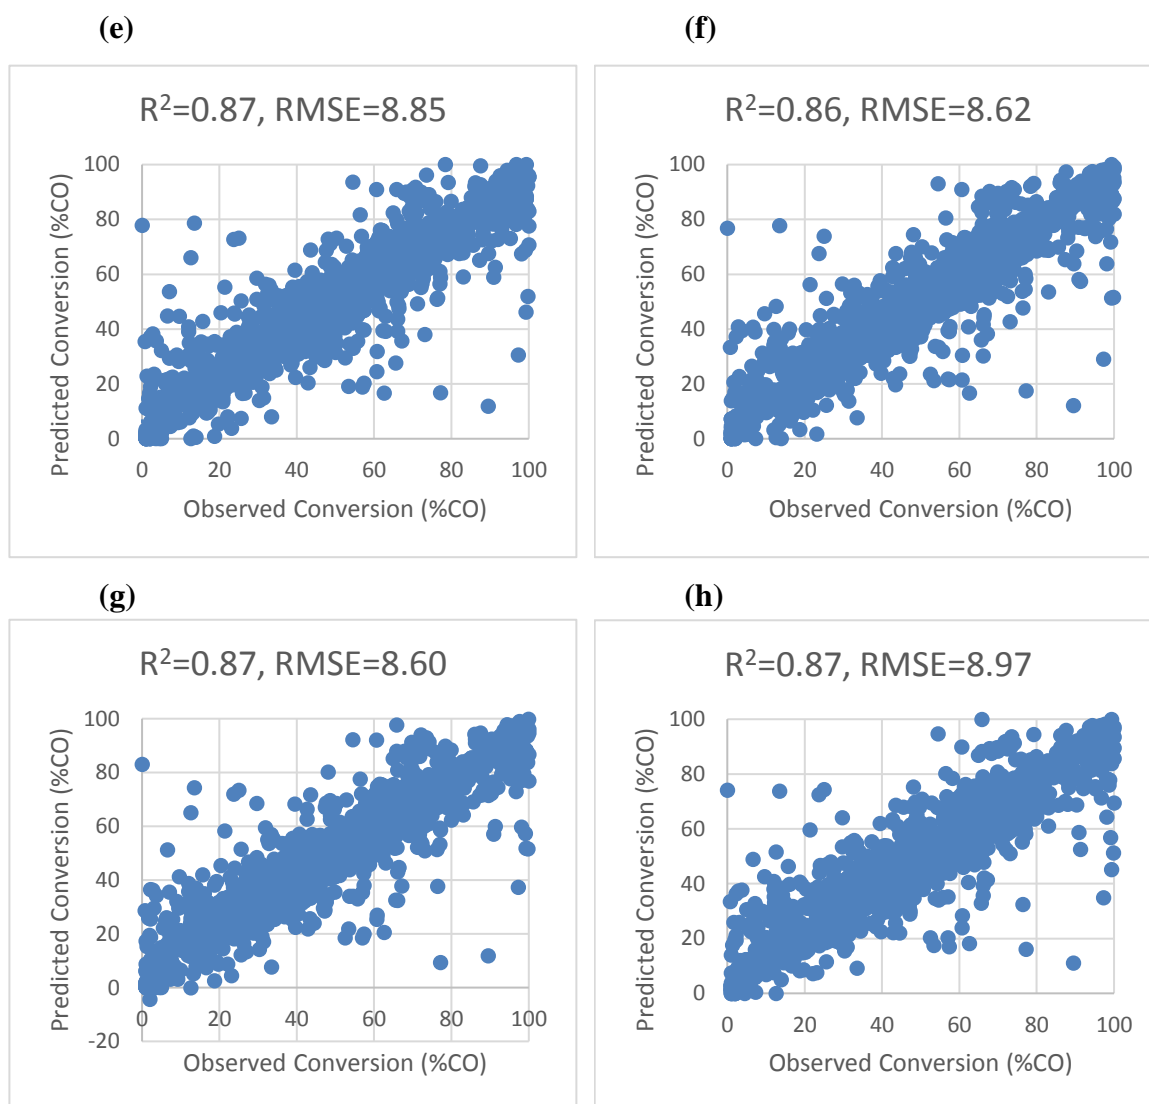 (e)
R²=0.87, RMSE=8.85
Predicted Conversion (%CO)
100
80
60
40
20
0
0 20 40 60 80 100
Observed Conversion (%CO)
(f)
R²=0.86, RMSE=8.62
Predicted Conversion (%CO)
100
80
60
40
20
0
0 20 40 60 80 100
Observed Conversion (%CO)
(g)
R²=0.87, RMSE=8.60
Predicted Conversion (%CO)
100
80
60
40
20
0
-20
0 20 40 60 80 100
Observed Conversion (%CO)
(h)
R²=0.87, RMSE=8.97
Predicted Conversion (%CO)
100
80
60
40
20
0
0 20 40 60 80 100
Observed Conversion (%CO)